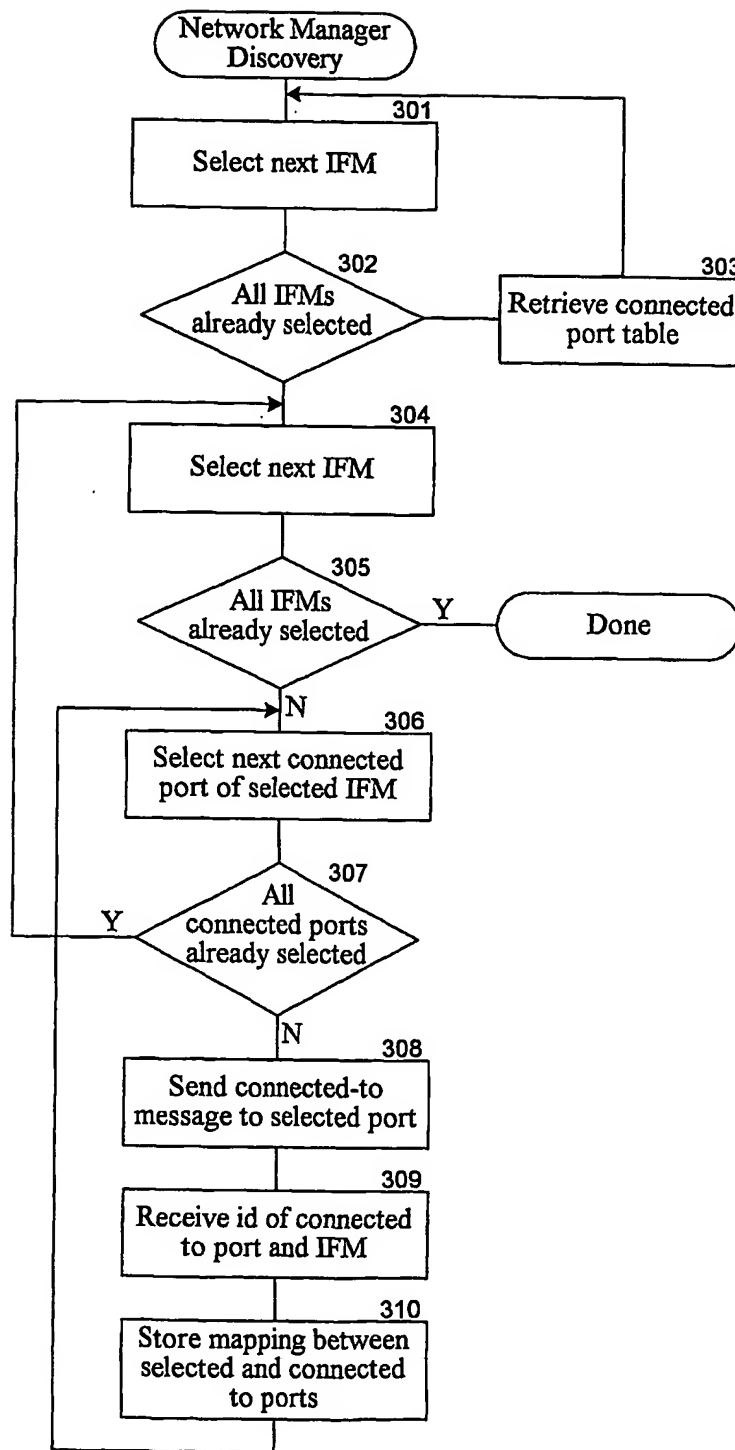 Network Manager
Discovery
301
Select next IFM
302
All IFMs
already selected
303
Retrieve connected
port table
304
Select next IFM
305
All IFMs
already selected
Y
Done
N
306
Select next connected
port of selected IFM
307
All
connected ports
already selected
Y
N
308
Send connected-to
message to selected port
309
Receive id of connected
to port and IFM
310
Store mapping between
selected and connected
to ports